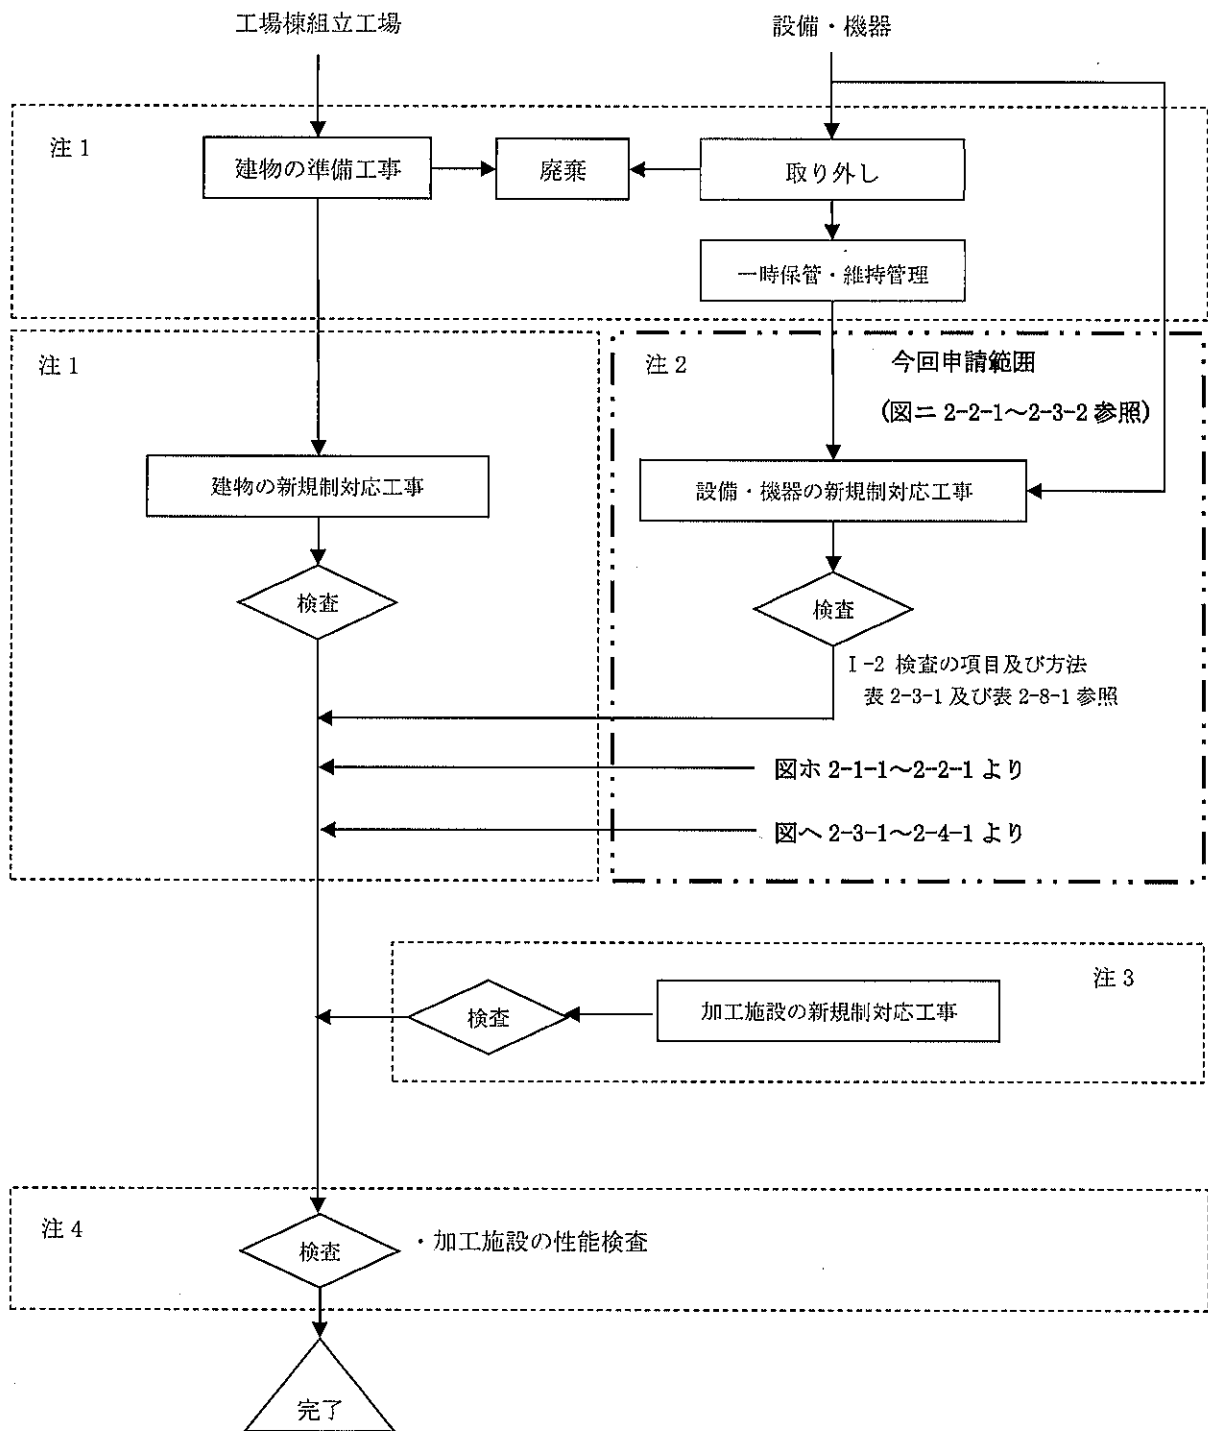 工場棟組立工場
設備・機器
注 1
建物の準備工事
廃棄
取り外し
一時保管・維持管理
注 1
注 2
今回申請範囲
(図ニ 2-2-1～2-3-2 参照)
建物の新規制対応工事
設備・機器の新規制対応工事
検査
検査
Ⅰ-2 検査の項目及び方法
表 2-3-1 及び表 2-8-1 参照
図ホ 2-1-1～2-2-1 より
図ヘ 2-3-1～2-4-1 より
注 3
検査
加工施設の新規制対応工事
注 4
検査
・加工施設の性能検査
完了